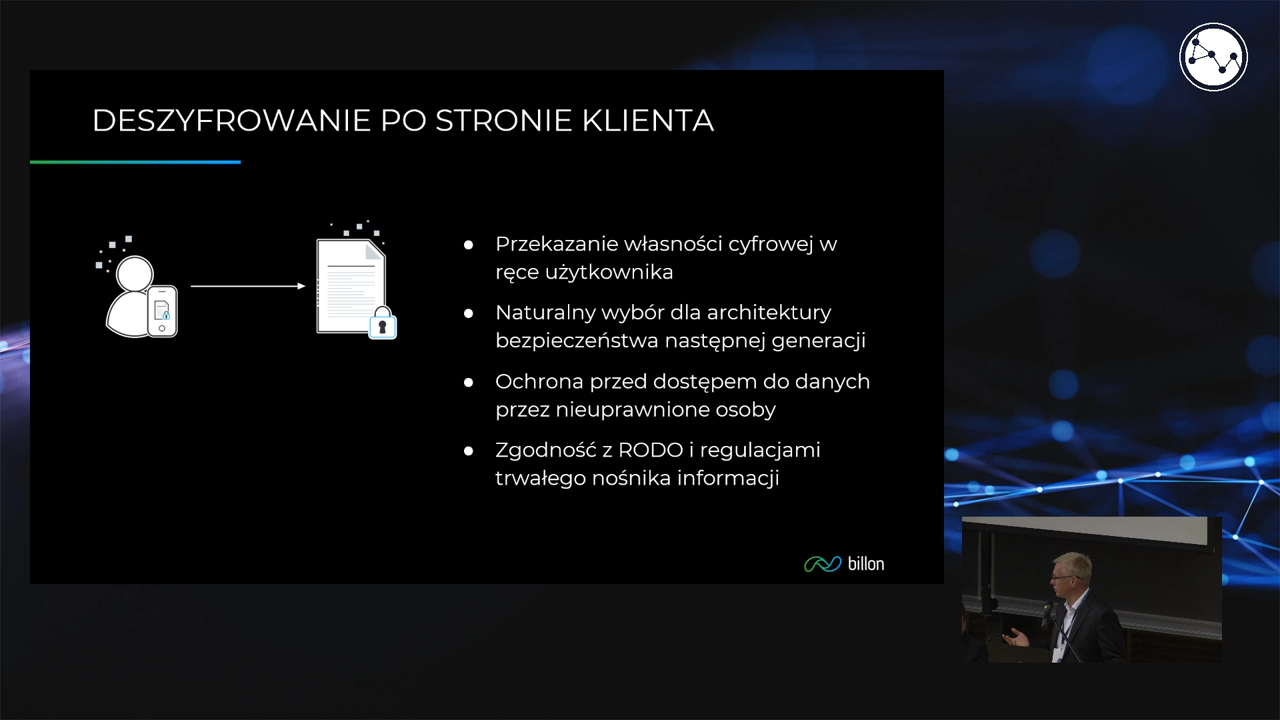 DESZYFROWANIE PO STRONIE KLIENTA
● Przekazanie własności cyfrowej w
ręce użytkownika
● Naturalny wybór dla architektury
bezpieczeństwa następnej generacji
● Ochrona przed dostępem do danych
przez nieuprawnione osoby
● Zgodność z RODO i regulacjami
trwałego nośnika informacji
billon